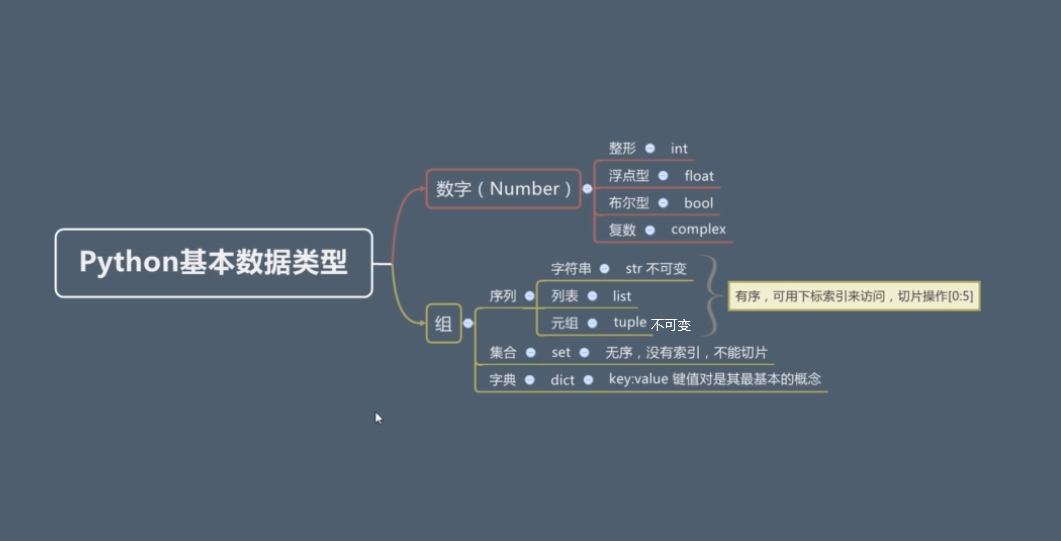 Python基本数据类型
数字（Number）
整形 int
浮点型 float
布尔型 bool
复数 complex
组
序列
字符串 str 不可变
列表 list
元组 tuple 不可变
有序，可用下标索引来访问，切片操作[0:5]
集合 set 无序，没有索引，不能切片
字典 dict key:value 键值对是其最基本的概念